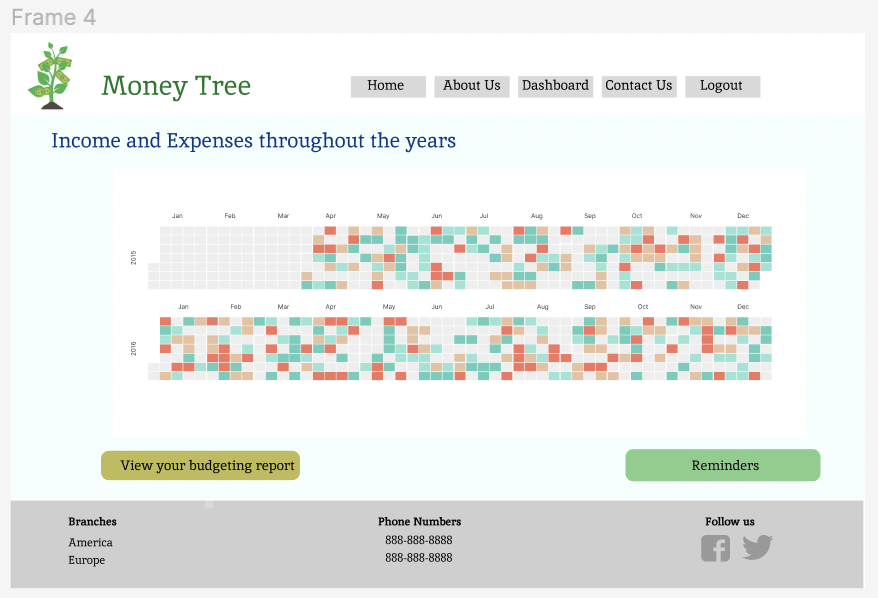 Frame 4
Money Tree
Home About Us Dashboard Contact Us Logout
Income and Expenses throughout the years
Jan Feb Mar Apr May Jun Jul Aug Sep Oct Nov Dec
2015
Jan Feb Mar Apr May Jun Jul Aug Sep Oct Nov Dec
2016
View your budgeting report
Reminders
Branches
America
Europe
Phone Numbers
888-888-8888
888-888-8888
Follow us